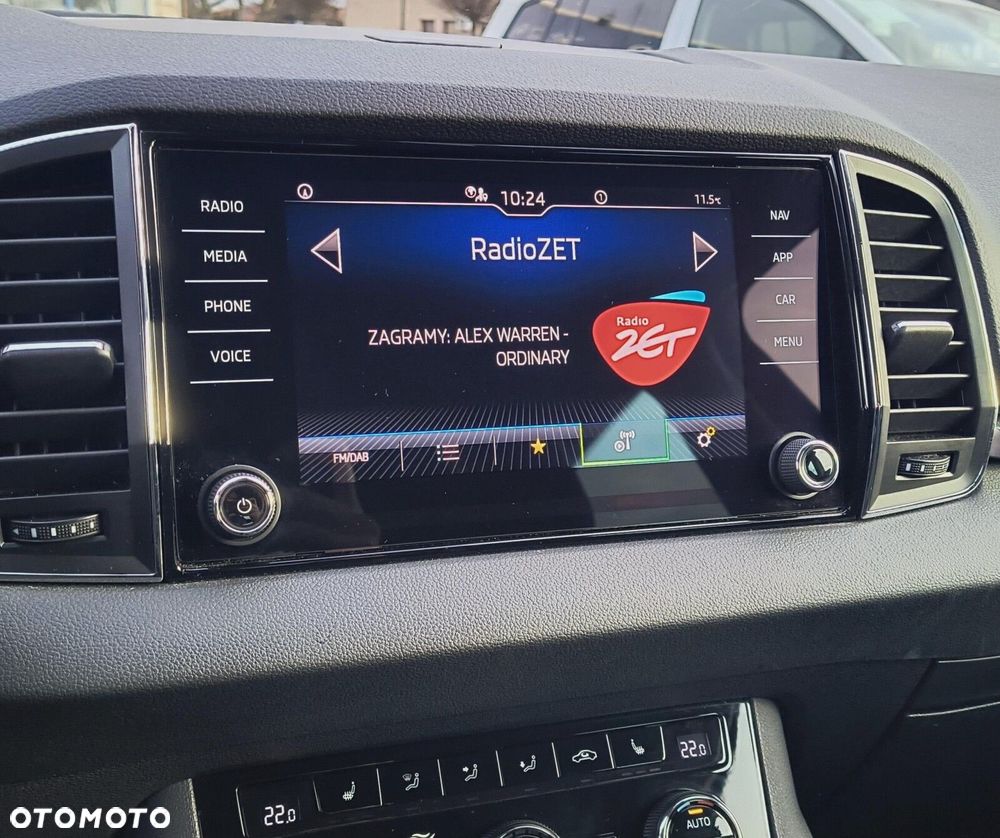 10:24
11.5°C
RADIO
MEDIA
PHONE
VOICE
RadioZET
ZAGRAMY: ALEX WARREN -
ORDINARY
Radio
ZET
FM/DAB
NAV
APP
CAR
MENU
22.0
22.0
AUTO
OTOMOTO